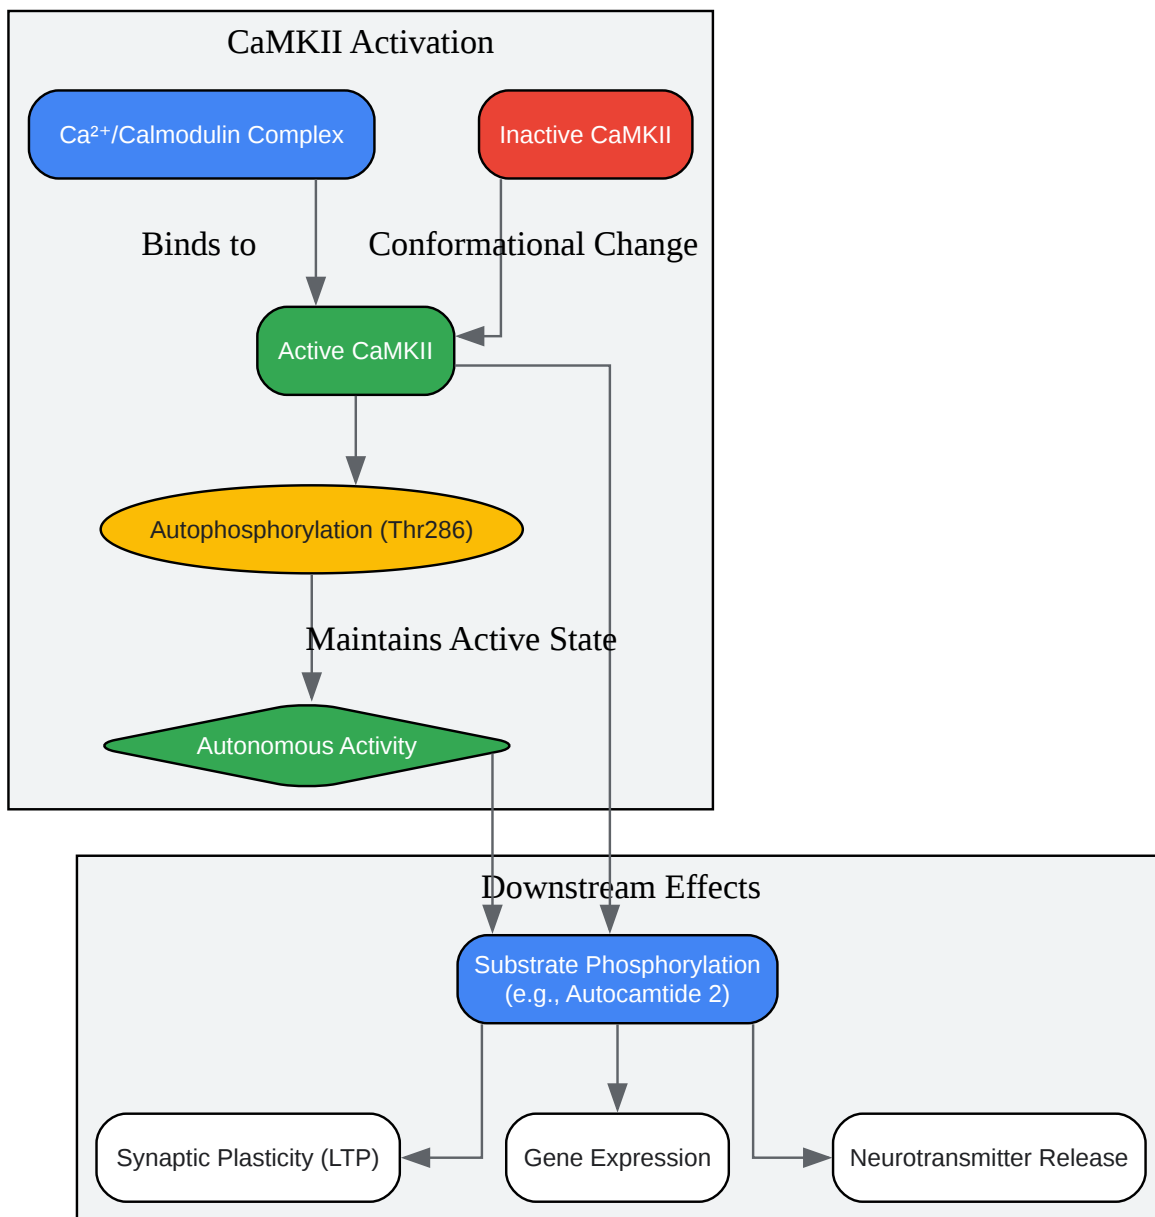 CaMKII Activation
Ca²⁺/Calmodulin Complex
Inactive CaMKII
Binds to
Conformational Change
Active CaMKII
Autophosphorylation (Thr286)
Maintains Active State
Autonomous Activity
Downstream Effects
Substrate Phosphorylation
(e.g., Autocamtide 2)
Synaptic Plasticity (LTP)
Gene Expression
Neurotransmitter Release